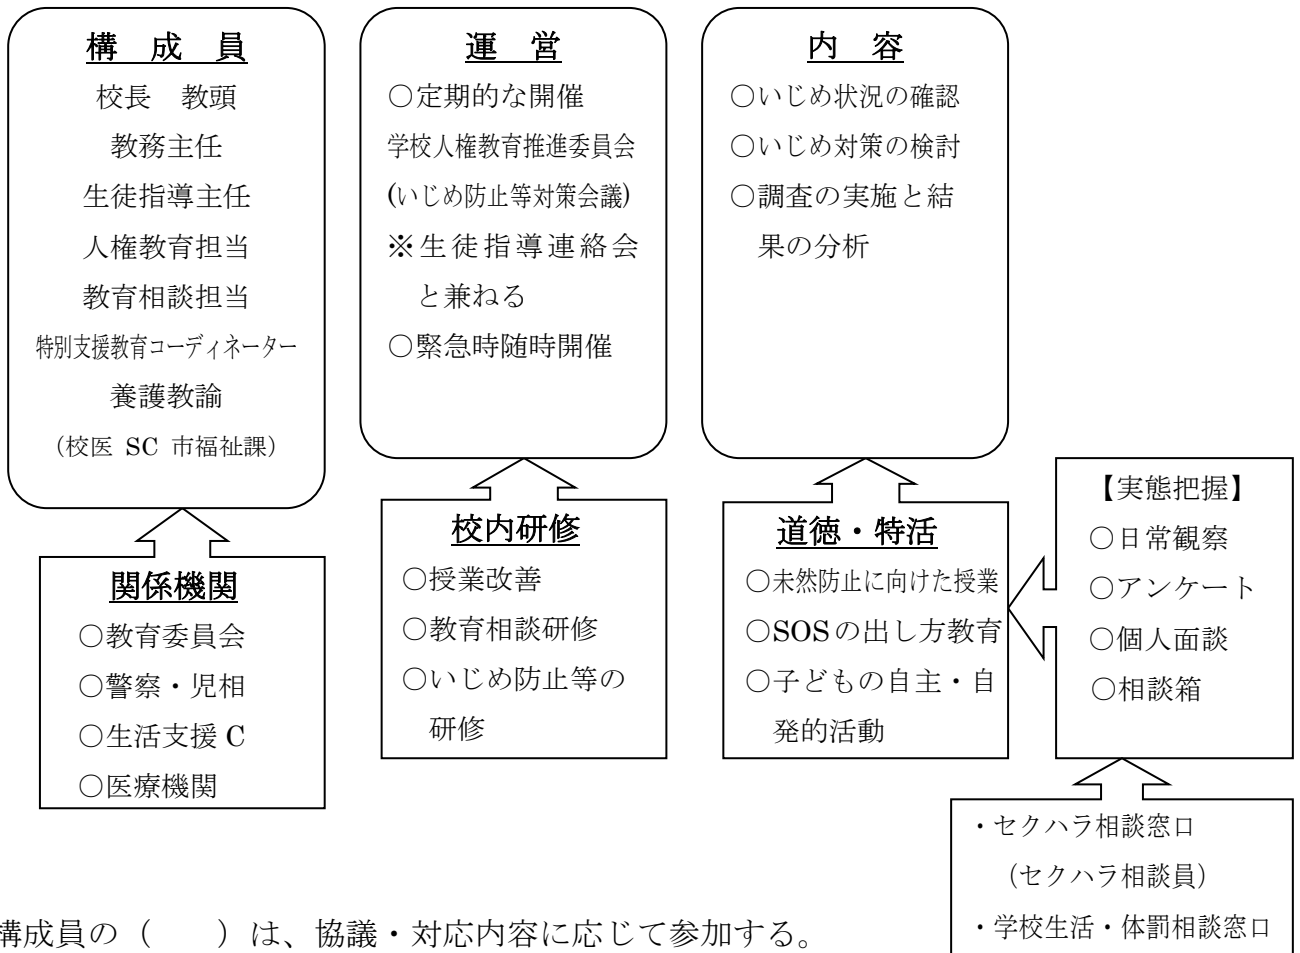 構 成 員
校長 教頭
教務主任
生徒指導主任
人権教育担当
教育相談担当
特別支援教育コーディネーター
養護教諭
（校医 SC 市福祉課）
運 営
○定期的な開催
学校人権教育推進委員会
(いじめ防止等対策会議)
※生徒指導連絡会
と兼ねる
○緊急時随時開催
内 容
○いじめ状況の確認
○いじめ対策の検討
○調査の実施と結
果の分析
関係機関
○教育委員会
○警察・児相
○生活支援 C
○医療機関
校内研修
○授業改善
○教育相談研修
○いじめ防止等の
研修
道徳・特活
○未然防止に向けた授業
○SOSの出し方教育
○子どもの自主・自
発的活動
【実態把握】
○日常観察
○アンケート
○個人面談
○相談箱
・セクハラ相談窓口
（セクハラ相談員）
・学校生活・体罰相談窓口
構成員の（　　）は、協議・対応内容に応じて参加する。